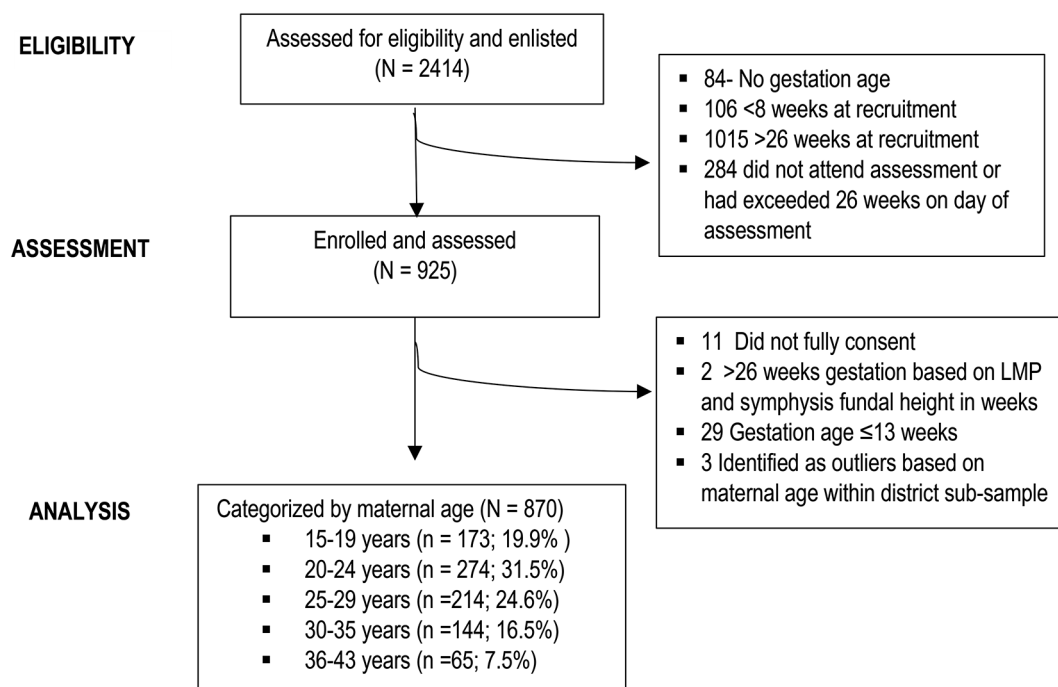 ELIGIBILITY
Assessed for eligibility and enlisted
(N = 2414)
▪ 84- No gestation age
▪ 106 <8 weeks at recruitment
▪ 1015 >26 weeks at recruitment
▪ 284 did not attend assessment or
had exceeded 26 weeks on day of
assessment
ASSESSMENT
Enrolled and assessed
(N = 925)
▪ 11 Did not fully consent
▪ 2 >26 weeks gestation based on LMP
and symphysis fundal height in weeks
▪ 29 Gestation age ≤13 weeks
▪ 3 Identified as outliers based on
maternal age within district sub-sample
ANALYSIS
Categorized by maternal age (N = 870)
▪ 15-19 years (n = 173; 19.9% )
▪ 20-24 years (n = 274; 31.5%)
▪ 25-29 years (n =214; 24.6%)
▪ 30-35 years (n =144; 16.5%)
▪ 36-43 years (n =65; 7.5%)